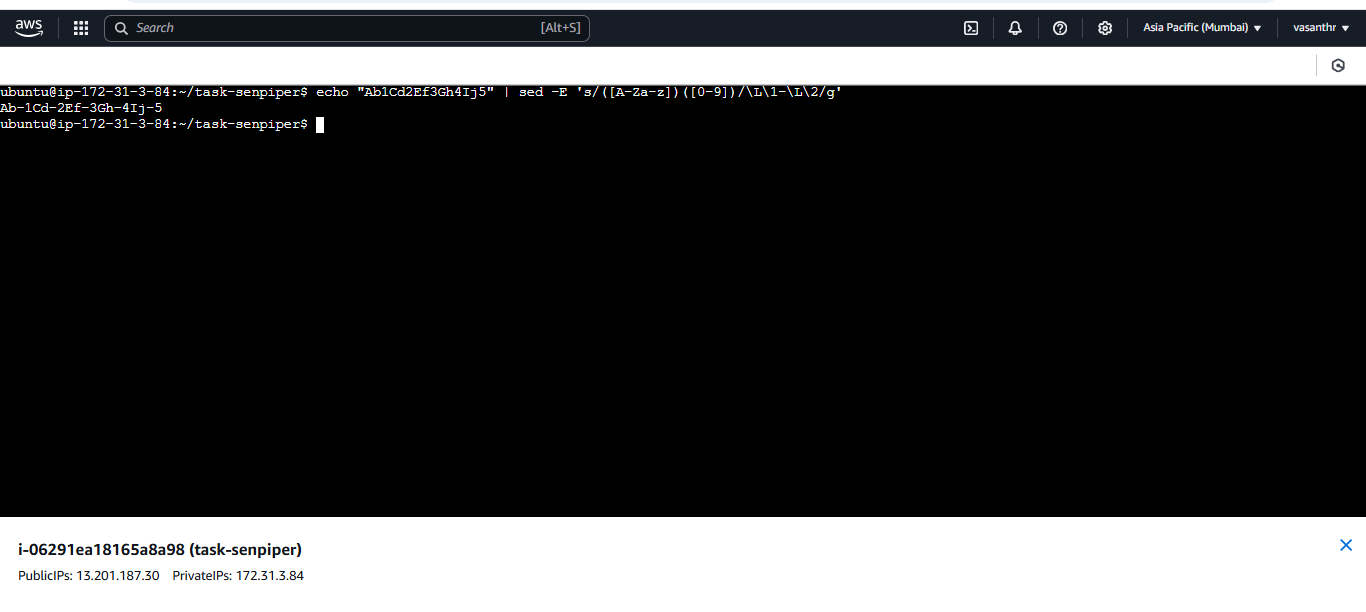 aws Search [Alt+S] Asia Pacific (Mumbai) vasanthr
ubuntu@ip-172-31-3-84:~/task-senpiper$ echo "Ab1Cd2Ef3Gh4Ij5" | sed -E 's/([A-Za-z])([0-9])/\L\1-\L\2/g'
Ab-1Cd-2Ef-3Gh-4Ij-5
ubuntu@ip-172-31-3-84:~/task-senpiper$
i-06291ea18165a8a98 (task-senpiper)
PublicIPs: 13.201.187.30 PrivateIPs: 172.31.3.84